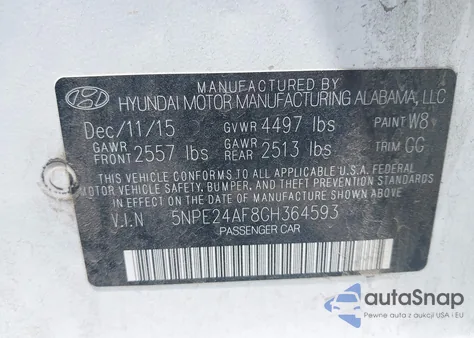 MANUFACTURED BY
HYUNDAI MOTOR MANUFACTURING ALABAMA, LLC
Dec/11/15 GVWR 4497 lbs PAINT W8
GAWR FRONT 2557 lbs GAWR REAR 2513 lbs TRIM GG
THIS VEHICLE CONFORMS TO ALL APPLICABLE U.S.A. FEDERAL
MOTOR VEHICLE SAFETY, BUMPER, AND THEFT PREVENTION STANDARDS
IN EFFECT ON THE DATE OF MANUFACTURE SHOWN ABOVE.
V.I.N 5NPE24AF8GH364593
PASSENGER CAR
autoSnap
Pewne auta z USA i EU